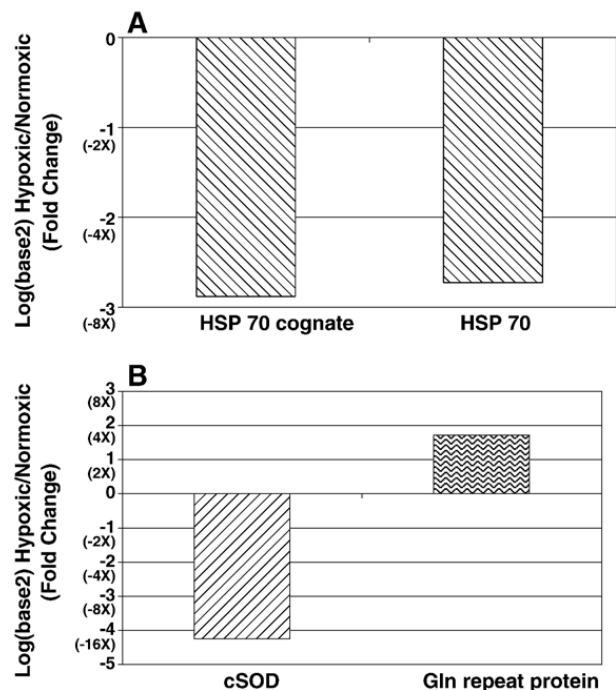 A
Log(base2) Hypoxic/Normoxic
(Fold Change)
0
-1
(-2X)
-2
(-4X)
-3
(-8X)
HSP 70 cognate
HSP 70
B
Log(base2) Hypoxic/Normoxic
(Fold Change)
3
(8X)
2
(4X)
1
(2X)
0
-1
(-2X)
-2
(-4X)
-3
(-8X)
-4
(-16X)
-5
cSOD
Gln repeat protein